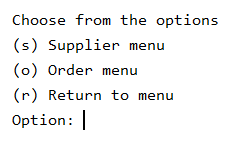 Choose from the options
(s) Supplier menu
(o) Order menu
(r) Return to menu
Option: